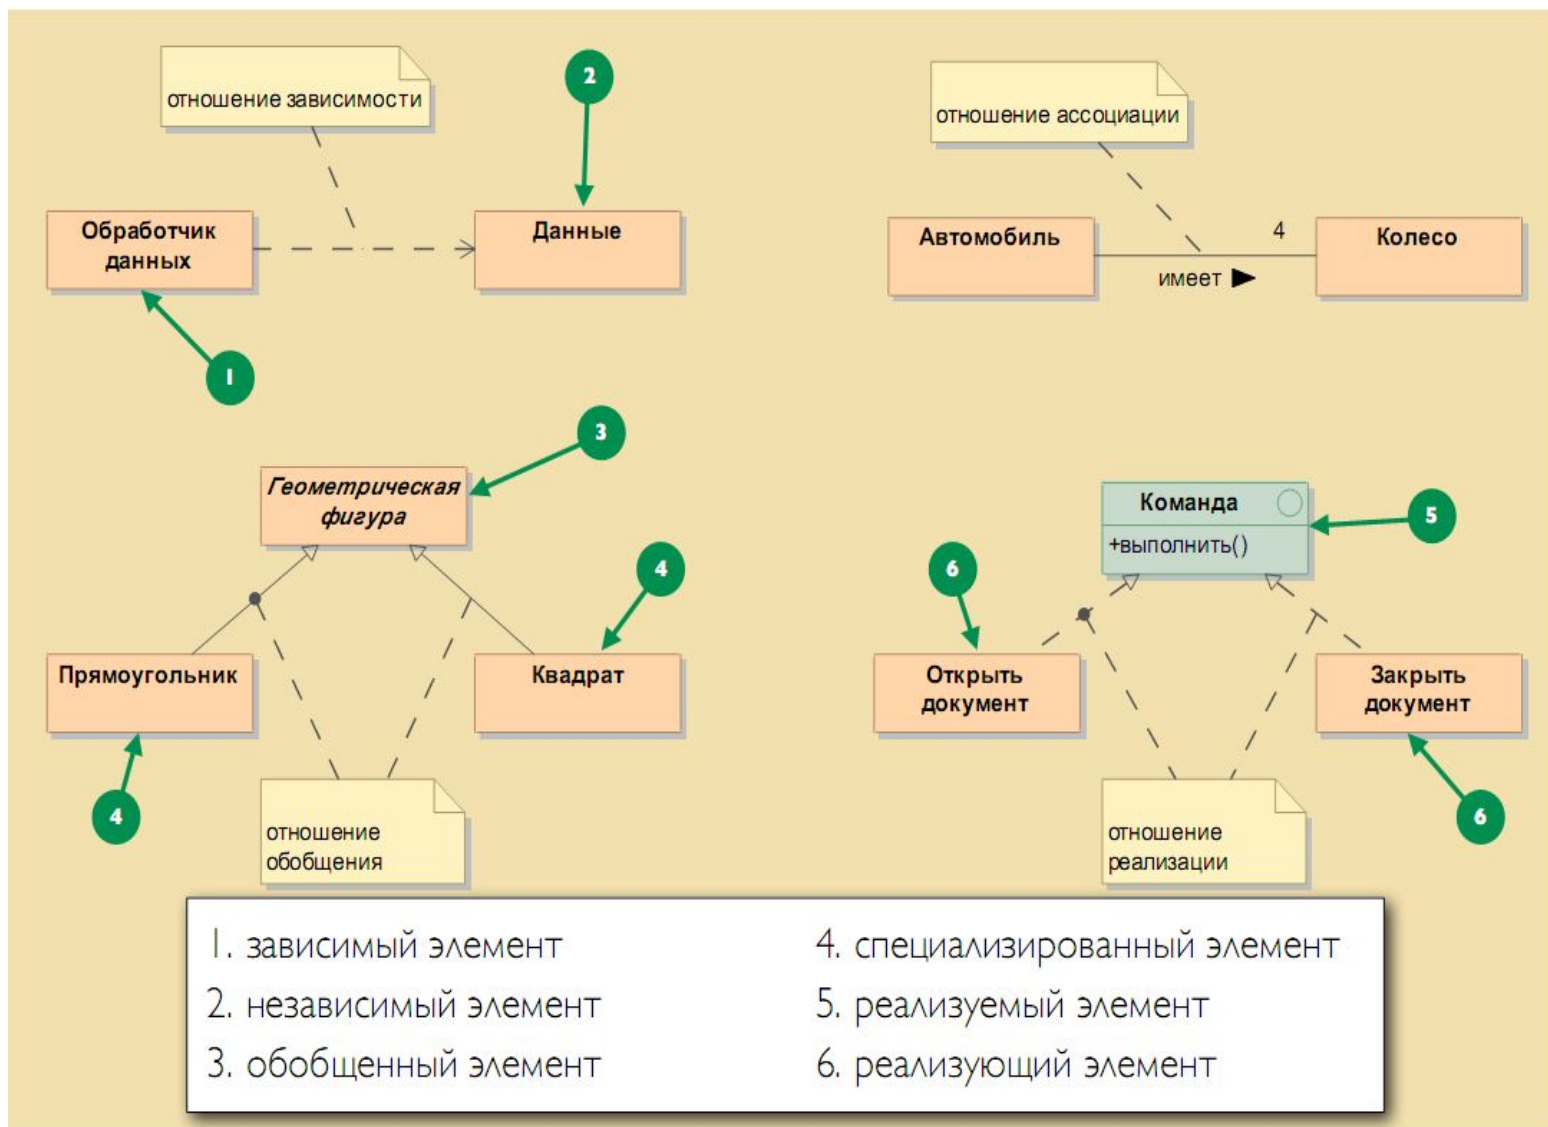 отношение зависимости
2
отношение ассоциации
Обработчик
данных
Данные
Автомобиль
4
Колесо
имеет
1
3
Геометрическая
фигура
4
Команда
5
+выполнить()
6
Прямоугольник
Квадрат
Открыть
документ
Закрыть
документ
4
6
отношение
обобщения
отношение
реализации
1. зависимый элемент
2. независимый элемент
3. обобщенный элемент
4. специализированный элемент
5. реализуемый элемент
6. реализующий элемент